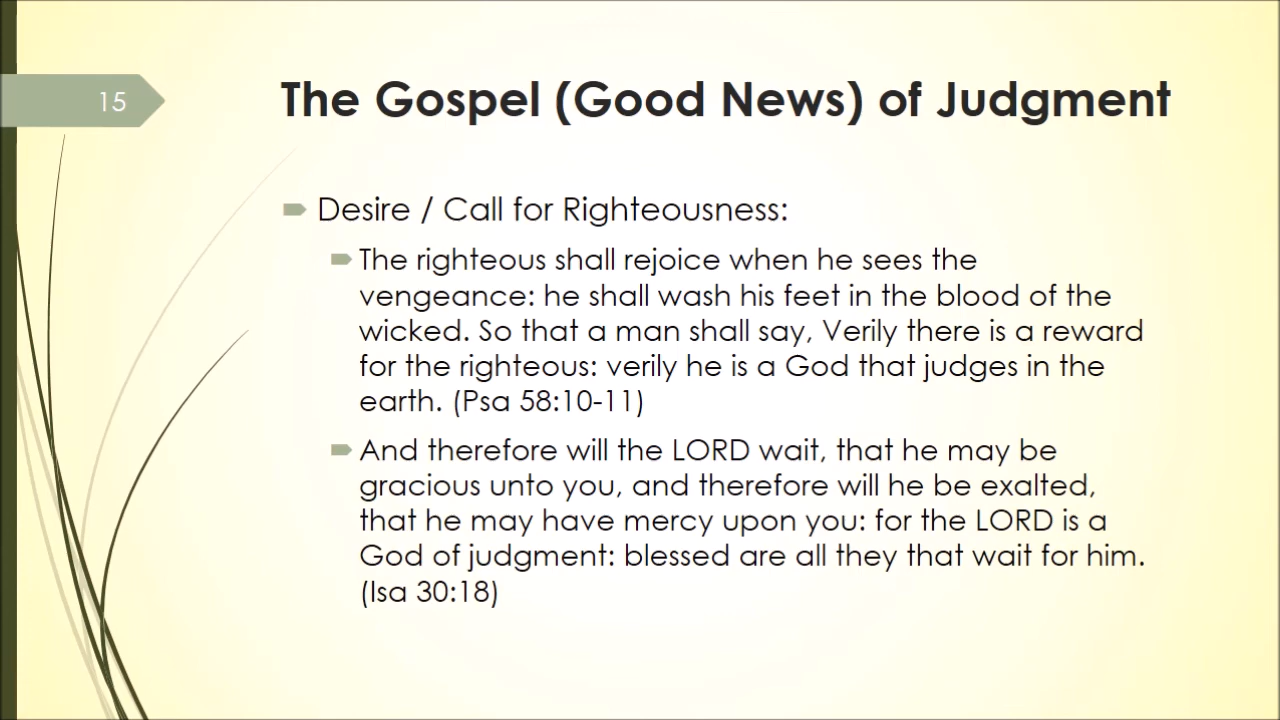 15
The Gospel (Good News) of Judgment
Desire / Call for Righteousness:
The righteous shall rejoice when he sees the
vengeance: he shall wash his feet in the blood of the
wicked. So that a man shall say, Verily there is a reward
for the righteous: verily he is a God that judges in the
earth. (Psa 58:10-11)
And therefore will the LORD wait, that he may be
gracious unto you, and therefore will he be exalted,
that he may have mercy upon you: for the LORD is a
God of judgment: blessed are all they that wait for him.
(Isa 30:18)